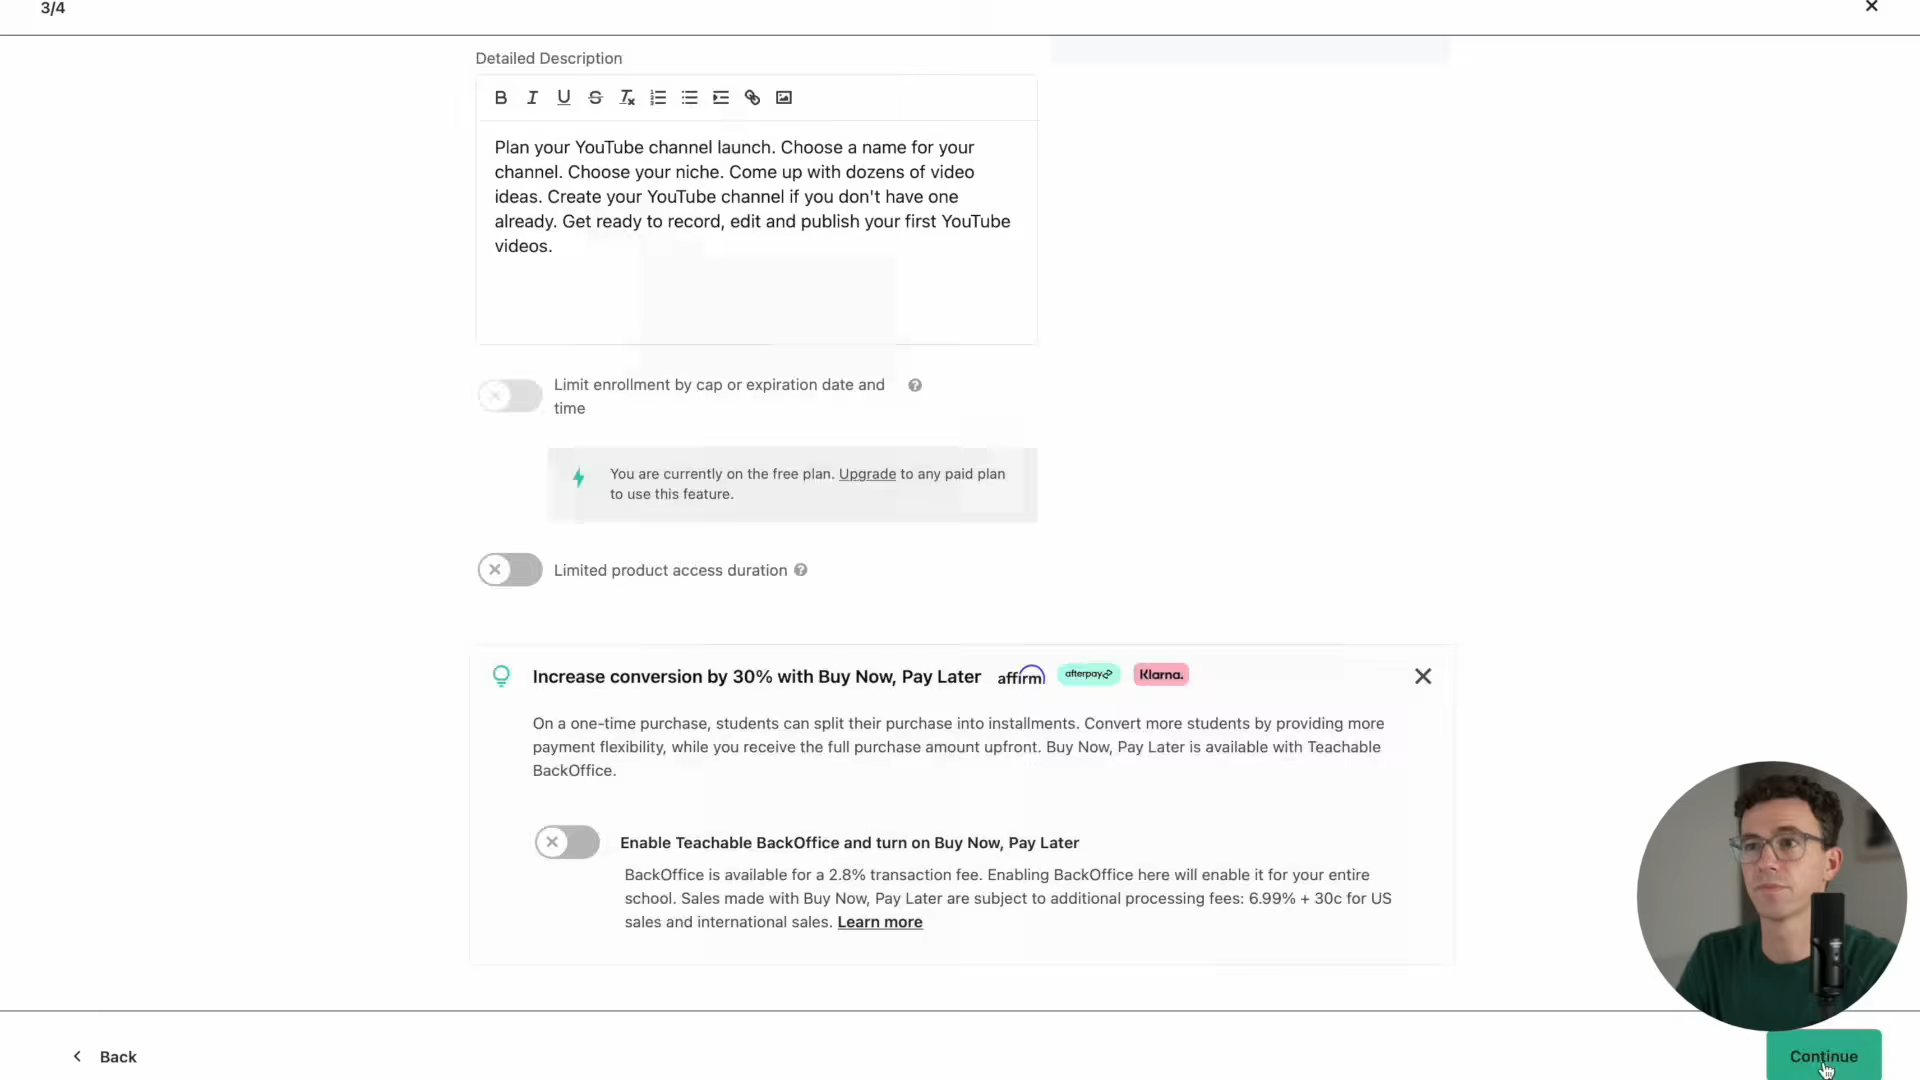 3/4
Detailed Description
Plan your YouTube channel launch. Choose a name for your
channel. Choose your niche. Come up with dozens of video
ideas. Create your YouTube channel if you don't have one
already. Get ready to record, edit and publish your first YouTube
videos.
Limit enrollment by cap or expiration date and
time
You are currently on the free plan. Upgrade to any paid plan
to use this feature.
Limited product access duration
Increase conversion by 30% with Buy Now, Pay Later affirm afterpay Klarna.
On a one-time purchase, students can split their purchase into installments. Convert more students by providing more
payment flexibility, while you receive the full purchase amount upfront. Buy Now, Pay Later is available with Teachable
BackOffice.
Enable Teachable BackOffice and turn on Buy Now, Pay Later
BackOffice is available for a 2.8% transaction fee. Enabling BackOffice here will enable it for your entire
school. Sales made with Buy Now, Pay Later are subject to additional processing fees: 6.99% + 30c for US
sales and international sales. Learn more
Back
Continue